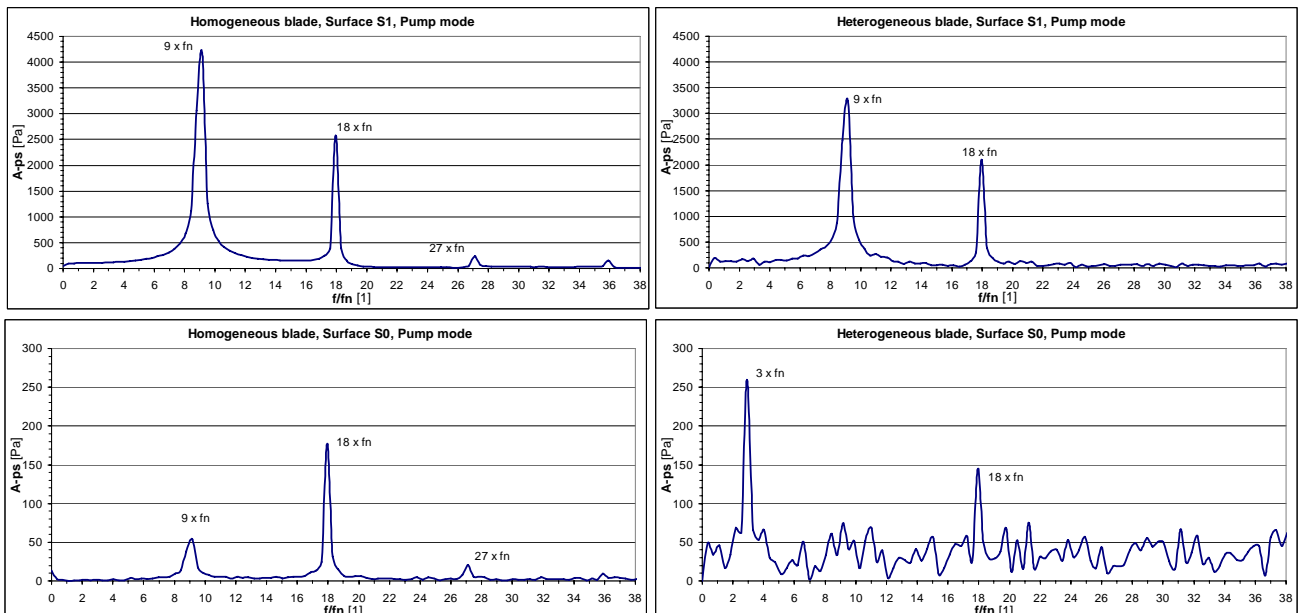 Homogeneous blade, Surface S1, Pump mode
A-ps [Pa]
4500
4000
3500
3000
2500
2000
1500
1000
500
0
9 x fn
18 x fn
27 x fn
0 2 4 6 8 10 12 14 16 18 20 22 24 26 28 30 32 34 36 38
f/fn [1]
Heterogeneous blade, Surface S1, Pump mode
A-ps [Pa]
4500
4000
3500
3000
2500
2000
1500
1000
500
0
9 x fn
18 x fn
0 2 4 6 8 10 12 14 16 18 20 22 24 26 28 30 32 34 36 38
f/fn [1]
Homogeneous blade, Surface S0, Pump mode
A-ps [Pa]
300
250
200
150
100
50
0
9 x fn
18 x fn
27 x fn
0 2 4 6 8 10 12 14 16 18 20 22 24 26 28 30 32 34 36 38
f/fn [1]
Heterogeneous blade, Surface S0, Pump mode
A-ps [Pa]
300
250
200
150
100
50
0
3 x fn
18 x fn
0 2 4 6 8 10 12 14 16 18 20 22 24 26 28 30 32 34 36 38
f/fn [1]